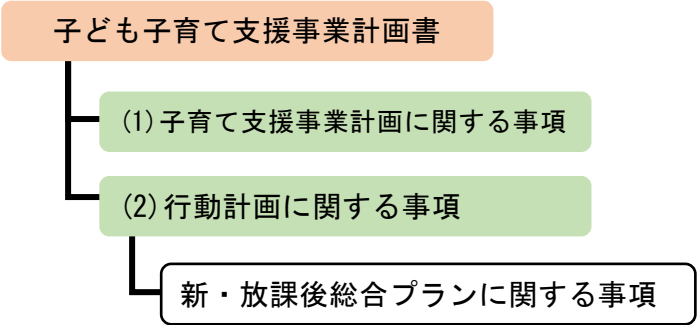 子ども子育て支援事業計画書
(1)子育て支援事業計画に関する事項
(2)行動計画に関する事項
新・放課後総合プランに関する事項